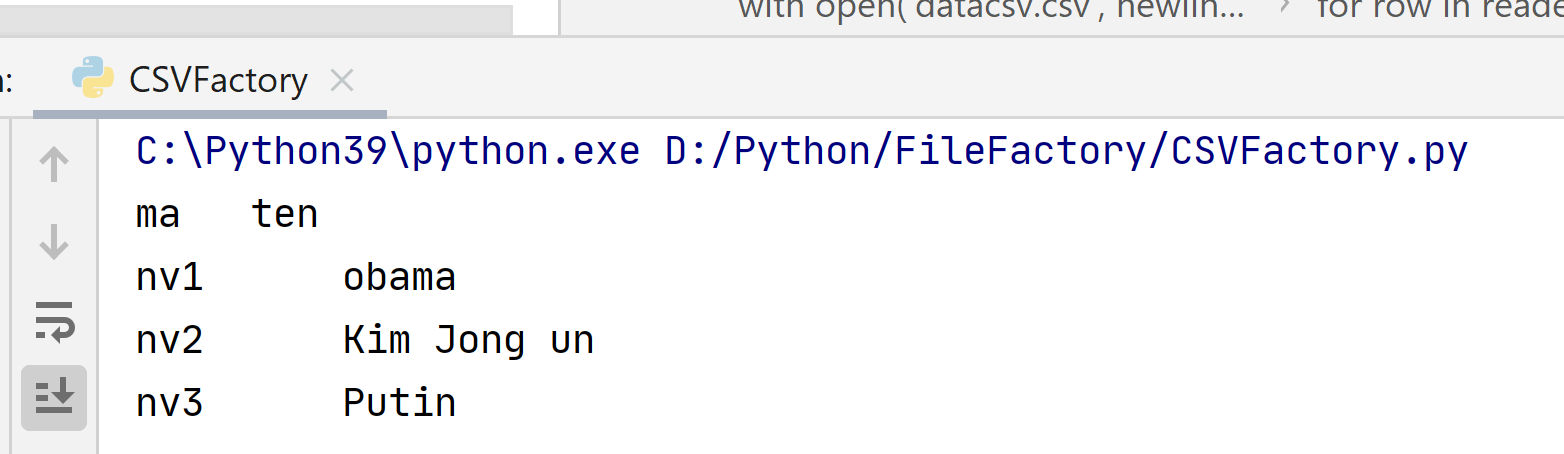 with open('datacsv.csv', newlin... › for row in reade
n:
CSVFactory
C:\Python39\python.exe D:/Python/FileFactory/CSVFactory.py
ma ten
nv1 obama
nv2 Kim Jong un
nv3 Putin